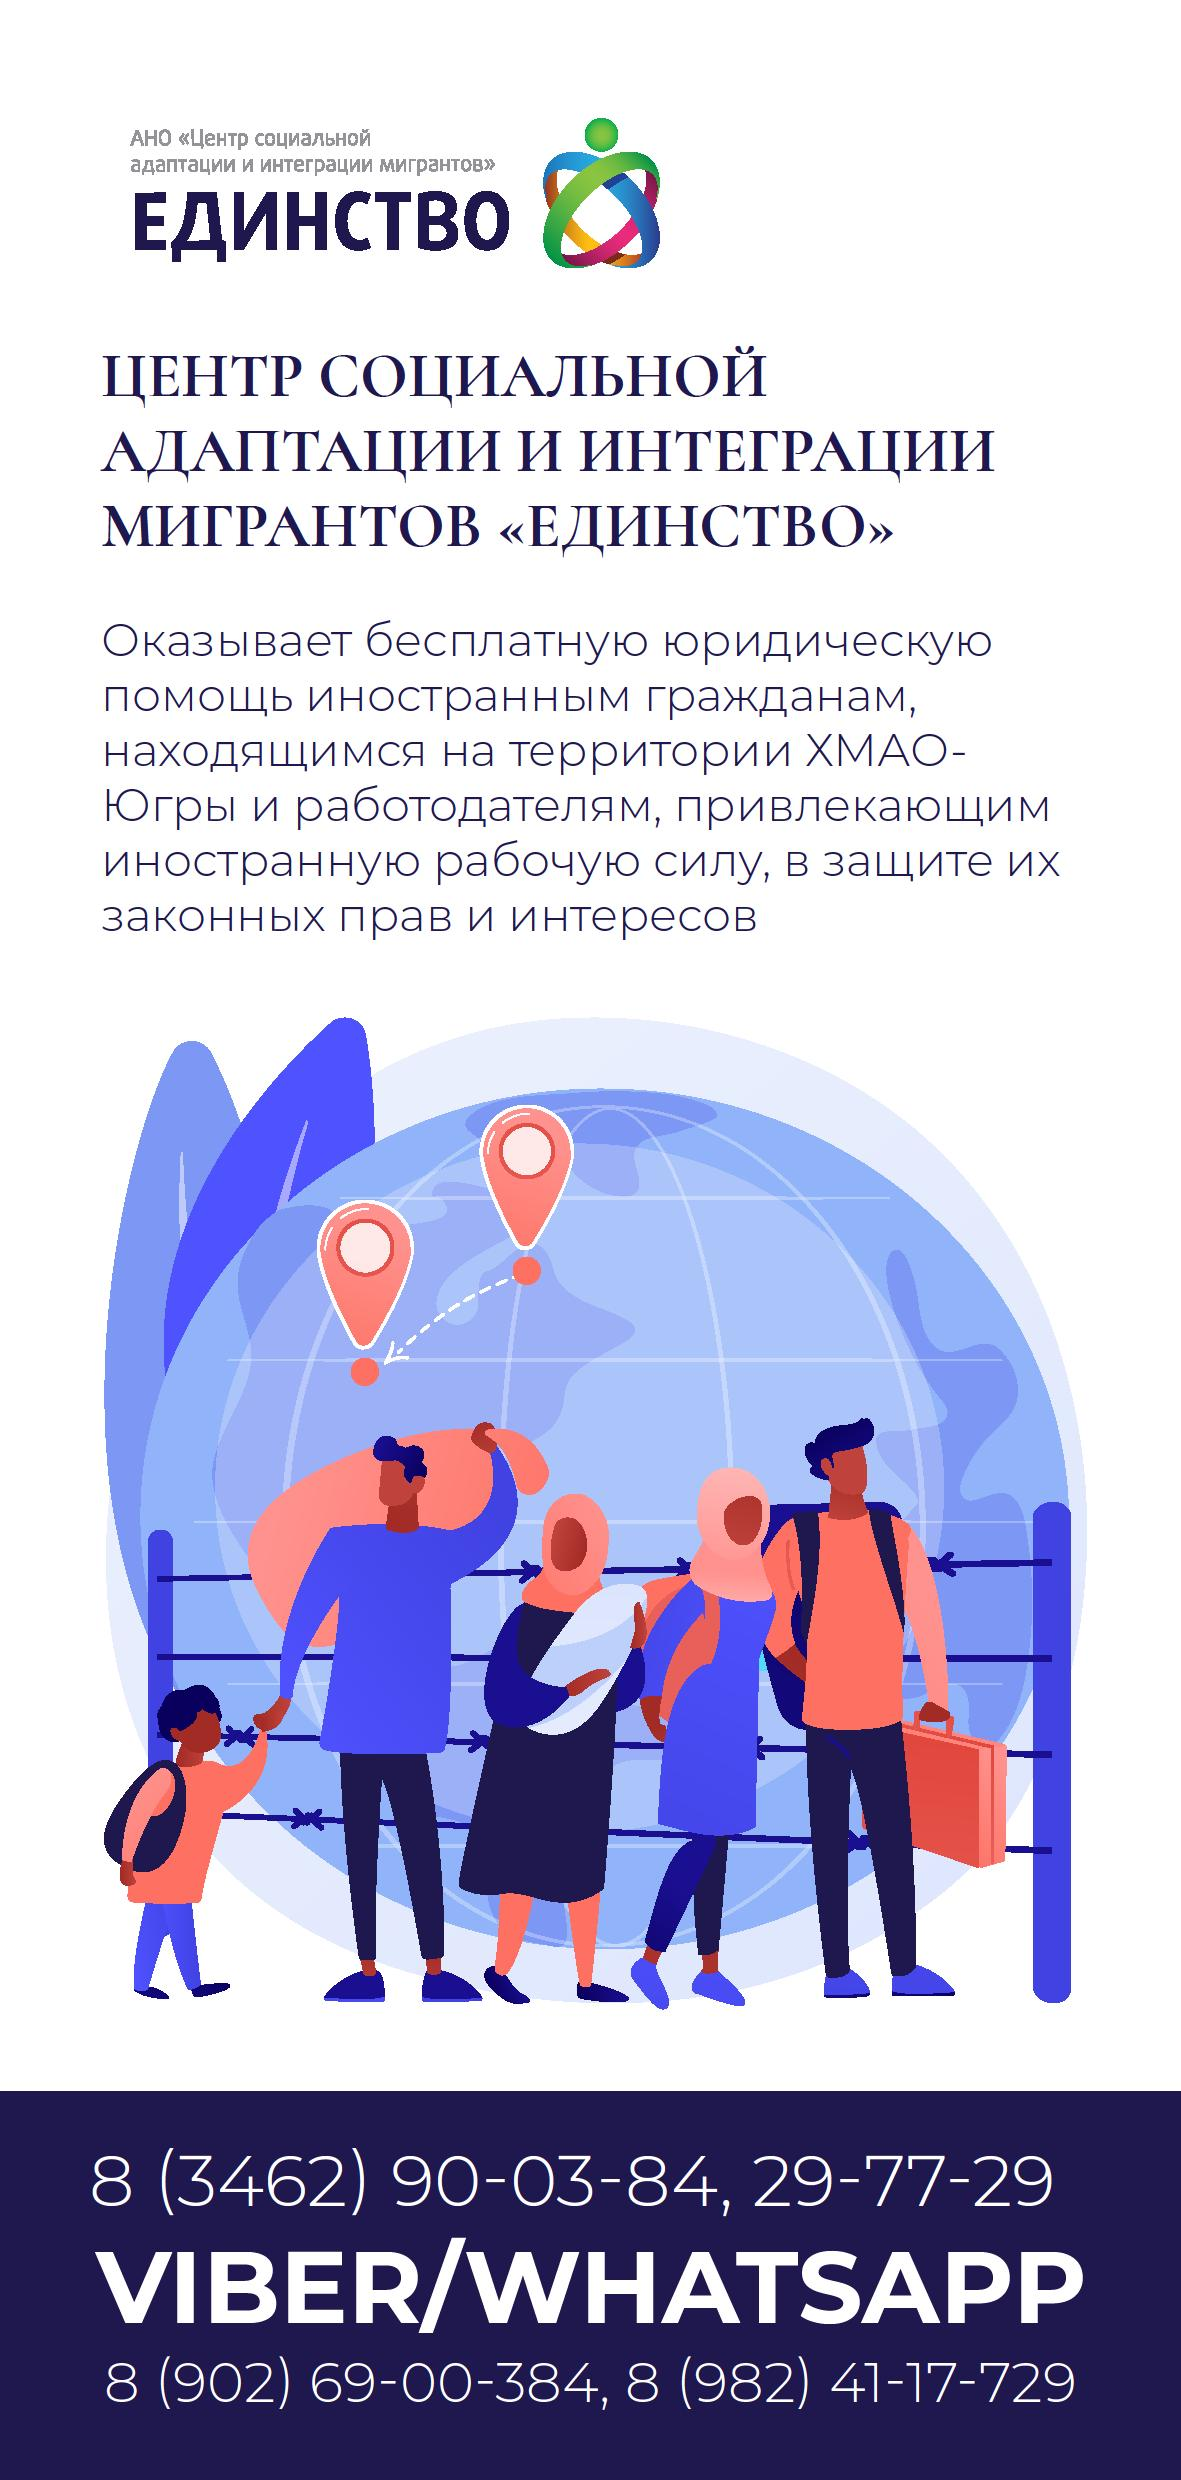 АНО «Центр социальной
адаптации и интеграции мигрантов»
ЕДИНСТВО
ЦЕНТР СОЦИАЛЬНОЙ
АДАПТАЦИИ И ИНТЕГРАЦИИ
МИГРАНТОВ «ЕДИНСТВО»
Оказывает бесплатную юридическую
помощь иностранным гражданам,
находящимся на территории ХМАО-
Югры и работодателям, привлекающим
иностранную рабочую силу, в защите их
законных прав и интересов
8 (3462) 90-03-84, 29-77-29
VIBER/WHATSAPP
8 (902) 69-00-384, 8 (982) 41-17-729